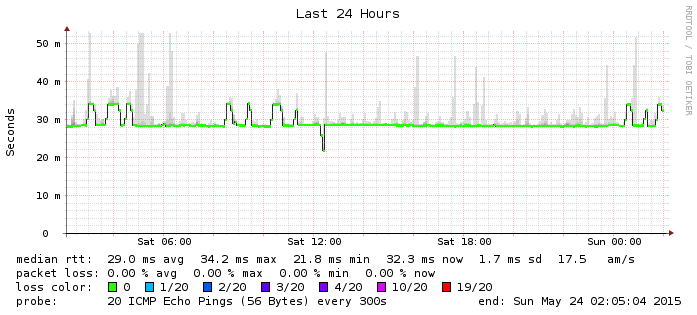 Last 24 Hours
RRDTOOL / TOBI OETIKER
Seconds
50 m
40 m
30 m
20 m
10 m
0
Sat 06:00 Sat 12:00 Sat 18:00 Sun 00:00
median rtt: 29.0 ms avg 34.2 ms max 21.8 ms min 32.3 ms now 1.7 ms sd 17.5 am/s
packet loss: 0.00 % avg 0.00 % max 0.00 % min 0.00 % now
loss color: 0 1/20 2/20 3/20 4/20 10/20 19/20
probe: 20 ICMP Echo Pings (56 Bytes) every 300s end: Sun May 24 02:05:04 2015